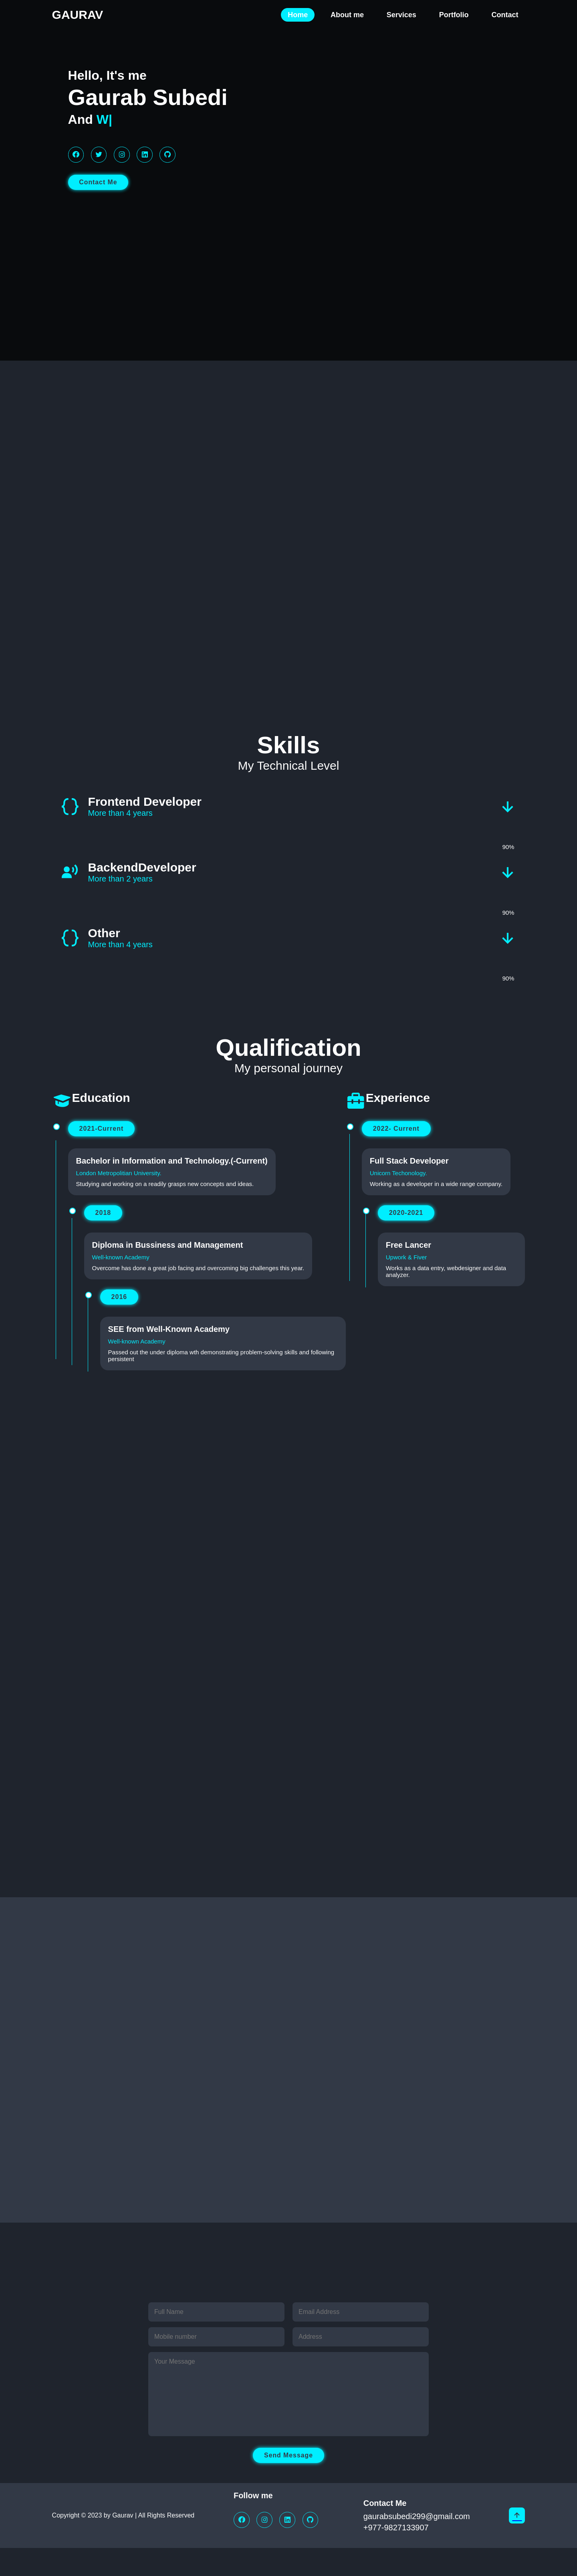 GAURAV
Home About me Services Portfolio Contact
Hello, It's me
Gaurab Subedi
And W|
Contact Me
Skills
My Technical Level
Frontend Developer
More than 4 years
90%
BackendDeveloper
More than 2 years
90%
Other
More than 4 years
90%
Qualification
My personal journey
Education
2021-Current
Bachelor in Information and Technology.(-Current)
London Metropolitian University.
Studying and working on a readily grasps new concepts and ideas.
2018
Diploma in Bussiness and Management
Well-known Academy
Overcome has done a great job facing and overcoming big challenges this year.
2016
SEE from Well-Known Academy
Well-known Academy
Passed out the under diploma wth demonstrating problem-solving skills and following
persistent
Experience
2022- Current
Full Stack Developer
Unicorn Techonology.
Working as a developer in a wide range company.
2020-2021
Free Lancer
Upwork & Fiver
Works as a data entry, webdesigner and data
analyzer.
Full Name
Email Address
Mobile number
Address
Your Message
Send Message
Copyright © 2023 by Gaurav | All Rights Reserved
Follow me
Contact Me
gaurabsubedi299@gmail.com
+977-9827133907